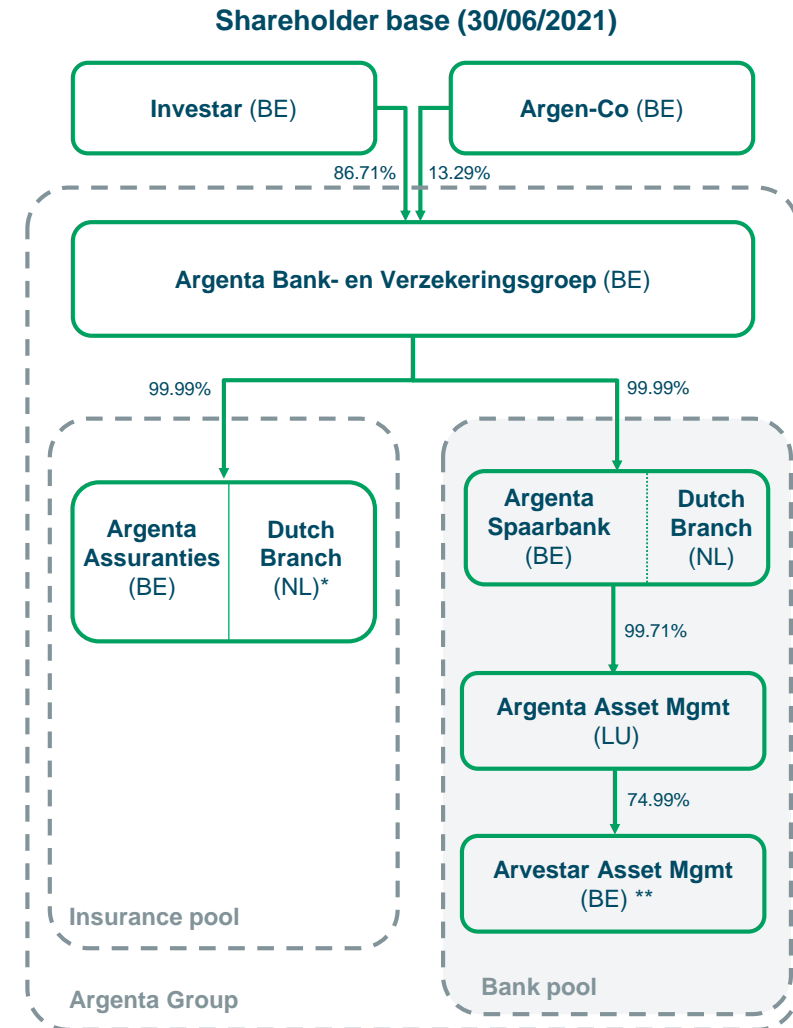 Shareholder base (30/06/2021)
Investar (BE)
Argen-Co (BE)
86.71%
13.29%
Argenta Bank- en Verzekeringsgroep (BE)
99.99%
99.99%
Argenta
Assuranties
(BE)
Dutch
Branch
(NL)*
Argenta
Spaarbank
(BE)
Dutch
Branch
(NL)
99.71%
Argenta Asset Mgmt
(LU)
74.99%
Arvestar Asset Mgmt
(BE) **
Insurance pool
Bank pool
Argenta Group